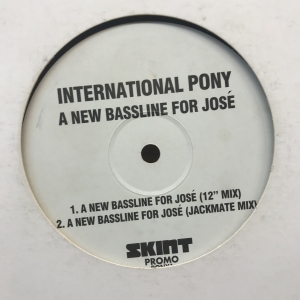 INTERNATIONAL PONY
A NEW BASSLINE FOR JOSÉ
1. A NEW BASSLINE FOR JOSÉ (12" MIX)
2. A NEW BASSLINE FOR JOSÉ (JACKMATE MIX)
SKINT
PROMO